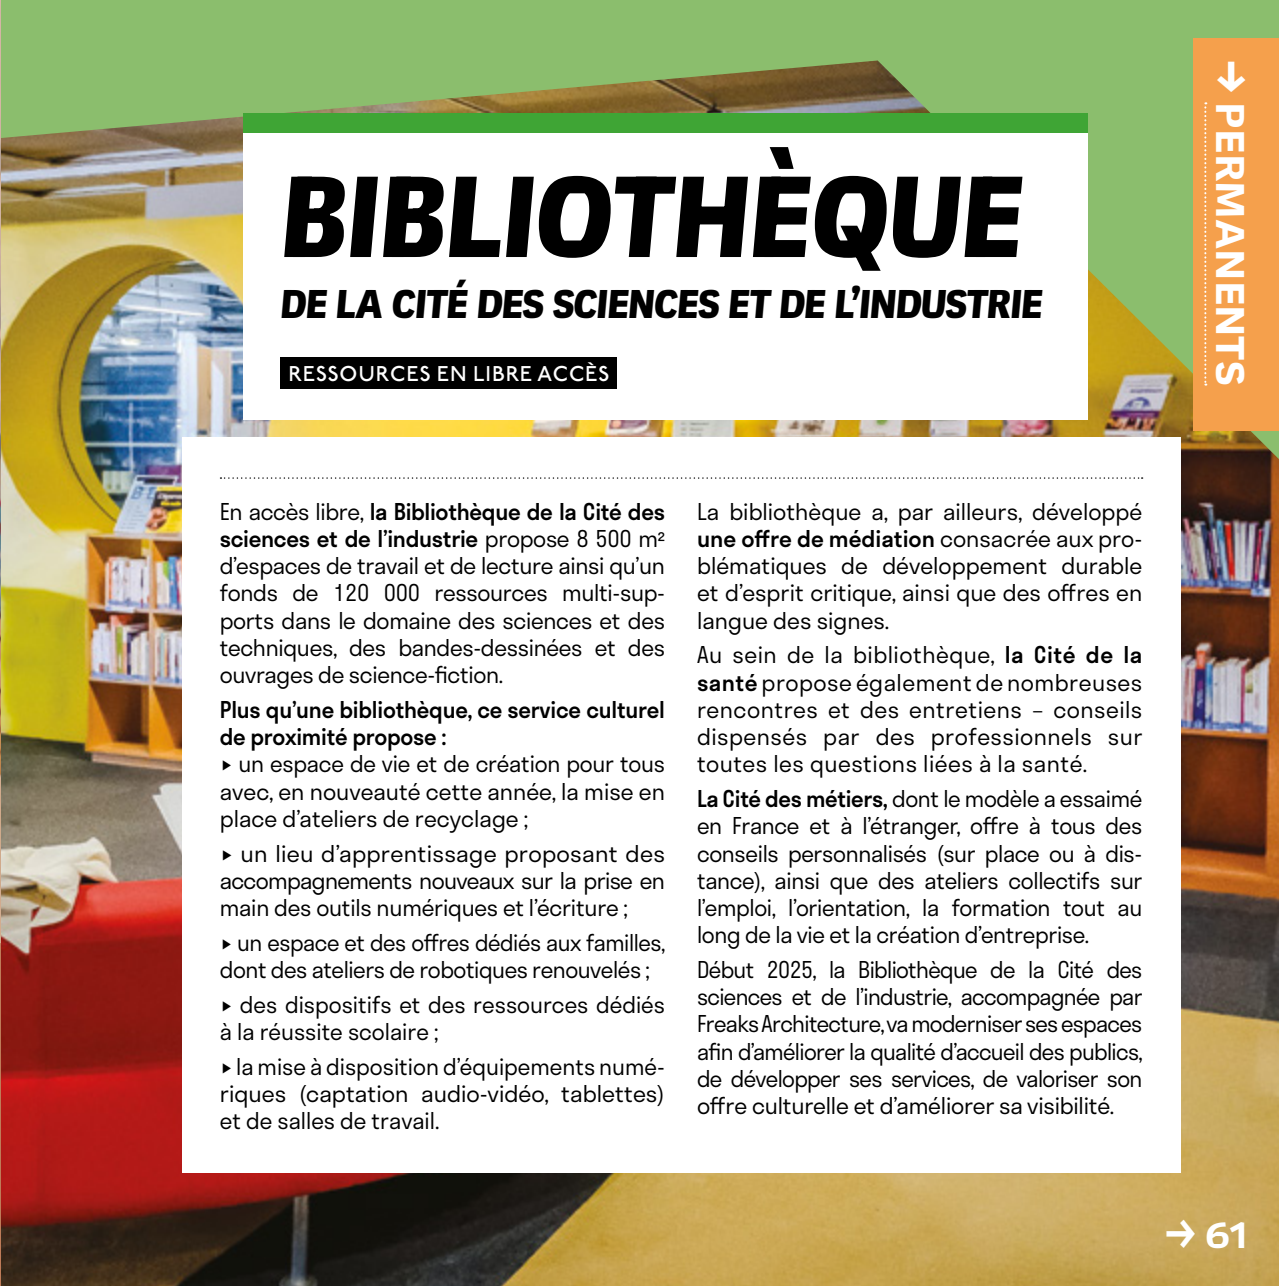 → PERMANENTS
BIBLIOTHÈQUE
DE LA CITÉ DES SCIENCES ET DE L’INDUSTRIE
RESSOURCES EN LIBRE ACCÈS
En accès libre, la Bibliothèque de la Cité des
sciences et de l’industrie propose 8 500 m²
d’espaces de travail et de lecture ainsi qu’un
fonds de 120 000 ressources multi-sup-
ports dans le domaine des sciences et des
techniques, des bandes-dessinées et des
ouvrages de science-fiction.
Plus qu’une bibliothèque, ce service culturel
de proximité propose :
▸ un espace de vie et de création pour tous
avec, en nouveauté cette année, la mise en
place d’ateliers de recyclage ;
▸ un lieu d’apprentissage proposant des
accompagnements nouveaux sur la prise en
main des outils numériques et l’écriture ;
▸ un espace et des offres dédiés aux familles,
dont des ateliers de robotiques renouvelés ;
▸ des dispositifs et des ressources dédiés
à la réussite scolaire ;
▸ la mise à disposition d’équipements numé-
riques (captation audio-vidéo, tablettes)
et de salles de travail.
La bibliothèque a, par ailleurs, développé
une offre de médiation consacrée aux pro-
blématiques de développement durable
et d’esprit critique, ainsi que des offres en
langue des signes.
Au sein de la bibliothèque, la Cité de la
santé propose également de nombreuses
rencontres et des entretiens – conseils
dispensés par des professionnels sur
toutes les questions liées à la santé.
La Cité des métiers, dont le modèle a essaimé
en France et à l’étranger, offre à tous des
conseils personnalisés (sur place ou à dis-
tance), ainsi que des ateliers collectifs sur
l’emploi, l’orientation, la formation tout au
long de la vie et la création d’entreprise.
Début 2025, la Bibliothèque de la Cité des
sciences et de l’industrie, accompagnée par
Freaks Architecture, va moderniser ses espaces
afin d’améliorer la qualité d’accueil des publics,
de développer ses services, de valoriser son
offre culturelle et d’améliorer sa visibilité.
→ 61